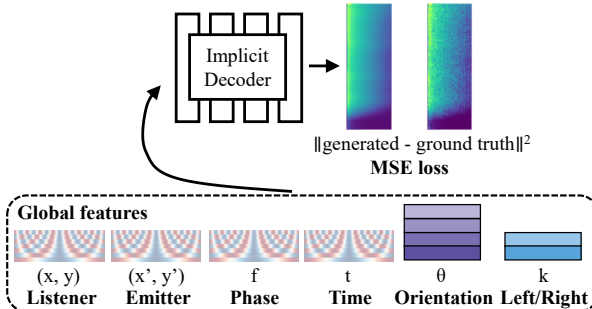 Implicit
Decoder
‖generated - ground truth‖²
MSE loss
Global features
(x, y) (x’, y’) f t θ k
Listener Emitter Phase Time Orientation Left/Right